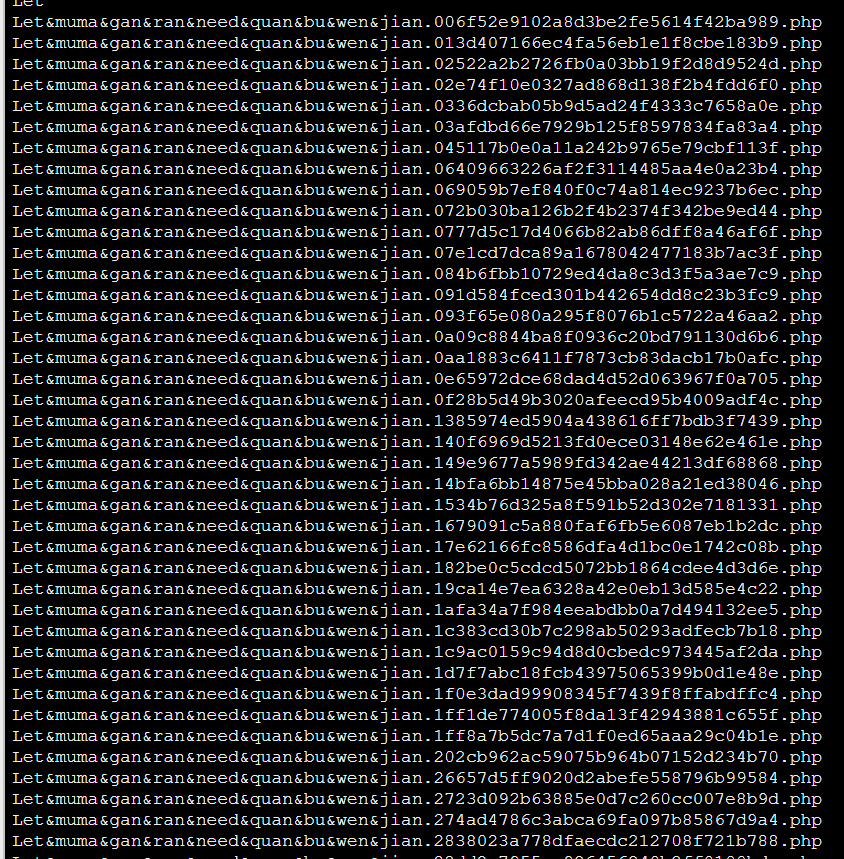 Let
Let&muma&gan&ran&need&quan&bu&wen&jian.006f52e9102a8d3be2fe5614f42ba989.php
Let&muma&gan&ran&need&quan&bu&wen&jian.013d407166ec4fa56eb1e1f8cbe183b9.php
Let&muma&gan&ran&need&quan&bu&wen&jian.02522a2b2726fb0a03bb19f2d8d9524d.php
Let&muma&gan&ran&need&quan&bu&wen&jian.02e74f10e0327ad868d138f2b4fdd6f0.php
Let&muma&gan&ran&need&quan&bu&wen&jian.0336dcbab05b9d5ad24f4333c7658a0e.php
Let&muma&gan&ran&need&quan&bu&wen&jian.03afdbd66e7929b125f8597834fa83a4.php
Let&muma&gan&ran&need&quan&bu&wen&jian.045117b0e0a11a242b9765e79cbf113f.php
Let&muma&gan&ran&need&quan&bu&wen&jian.06409663226af2f3114485aa4e0a23b4.php
Let&muma&gan&ran&need&quan&bu&wen&jian.069059b7ef840f0c74a814ec9237b6ec.php
Let&muma&gan&ran&need&quan&bu&wen&jian.072b030ba126b2f4b2374f342be9ed44.php
Let&muma&gan&ran&need&quan&bu&wen&jian.0777d5c17d4066b82ab86dff8a46af6f.php
Let&muma&gan&ran&need&quan&bu&wen&jian.07e1cd7dca89a1678042477183b7ac3f.php
Let&muma&gan&ran&need&quan&bu&wen&jian.084b6fbb10729ed4da8c3d3f5a3ae7c9.php
Let&muma&gan&ran&need&quan&bu&wen&jian.091d584fced301b442654dd8c23b3fc9.php
Let&muma&gan&ran&need&quan&bu&wen&jian.093f65e080a295f8076b1c5722a46aa2.php
Let&muma&gan&ran&need&quan&bu&wen&jian.0a09c8844ba8f0936c20bd791130d6b6.php
Let&muma&gan&ran&need&quan&bu&wen&jian.0aa1883c6411f7873cb83dacb17b0afc.php
Let&muma&gan&ran&need&quan&bu&wen&jian.0e65972dce68dad4d52d063967f0a705.php
Let&muma&gan&ran&need&quan&bu&wen&jian.0f28b5d49b3020afeecd95b4009adf4c.php
Let&muma&gan&ran&need&quan&bu&wen&jian.1385974ed5904a438616ff7bdb3f7439.php
Let&muma&gan&ran&need&quan&bu&wen&jian.140f6969d5213fd0ece03148e62e461e.php
Let&muma&gan&ran&need&quan&bu&wen&jian.149e9677a5989fd342ae44213df68868.php
Let&muma&gan&ran&need&quan&bu&wen&jian.14bfa6bb14875e45bba028a21ed38046.php
Let&muma&gan&ran&need&quan&bu&wen&jian.1534b76d325a8f591b52d302e7181331.php
Let&muma&gan&ran&need&quan&bu&wen&jian.1679091c5a880faf6fb5e6087eb1b2dc.php
Let&muma&gan&ran&need&quan&bu&wen&jian.17e62166fc8586dfa4d1bc0e1742c08b.php
Let&muma&gan&ran&need&quan&bu&wen&jian.182be0c5cdcd5072bb1864cdee4d3d6e.php
Let&muma&gan&ran&need&quan&bu&wen&jian.19ca14e7ea6328a42e0eb13d585e4c22.php
Let&muma&gan&ran&need&quan&bu&wen&jian.1afa34a7f984eeabdbb0a7d494132ee5.php
Let&muma&gan&ran&need&quan&bu&wen&jian.1c383cd30b7c298ab50293adfecb7b18.php
Let&muma&gan&ran&need&quan&bu&wen&jian.1c9ac0159c94d8d0cbedc973445af2da.php
Let&muma&gan&ran&need&quan&bu&wen&jian.1d7f7abc18fcb43975065399b0d1e48e.php
Let&muma&gan&ran&need&quan&bu&wen&jian.1f0e3dad99908345f7439f8ffabdffc4.php
Let&muma&gan&ran&need&quan&bu&wen&jian.1ff1de774005f8da13f42943881c655f.php
Let&muma&gan&ran&need&quan&bu&wen&jian.1ff8a7b5dc7a7d1f0ed65aaa29c04b1e.php
Let&muma&gan&ran&need&quan&bu&wen&jian.202cb962ac59075b964b07152d234b70.php
Let&muma&gan&ran&need&quan&bu&wen&jian.26657d5ff9020d2abefe558796b99584.php
Let&muma&gan&ran&need&quan&bu&wen&jian.2723d092b63885e0d7c260cc007e8b9d.php
Let&muma&gan&ran&need&quan&bu&wen&jian.274ad4786c3abca69fa097b85867d9a4.php
Let&muma&gan&ran&need&quan&bu&wen&jian.2838023a778dfaecdc212708f721b788.php